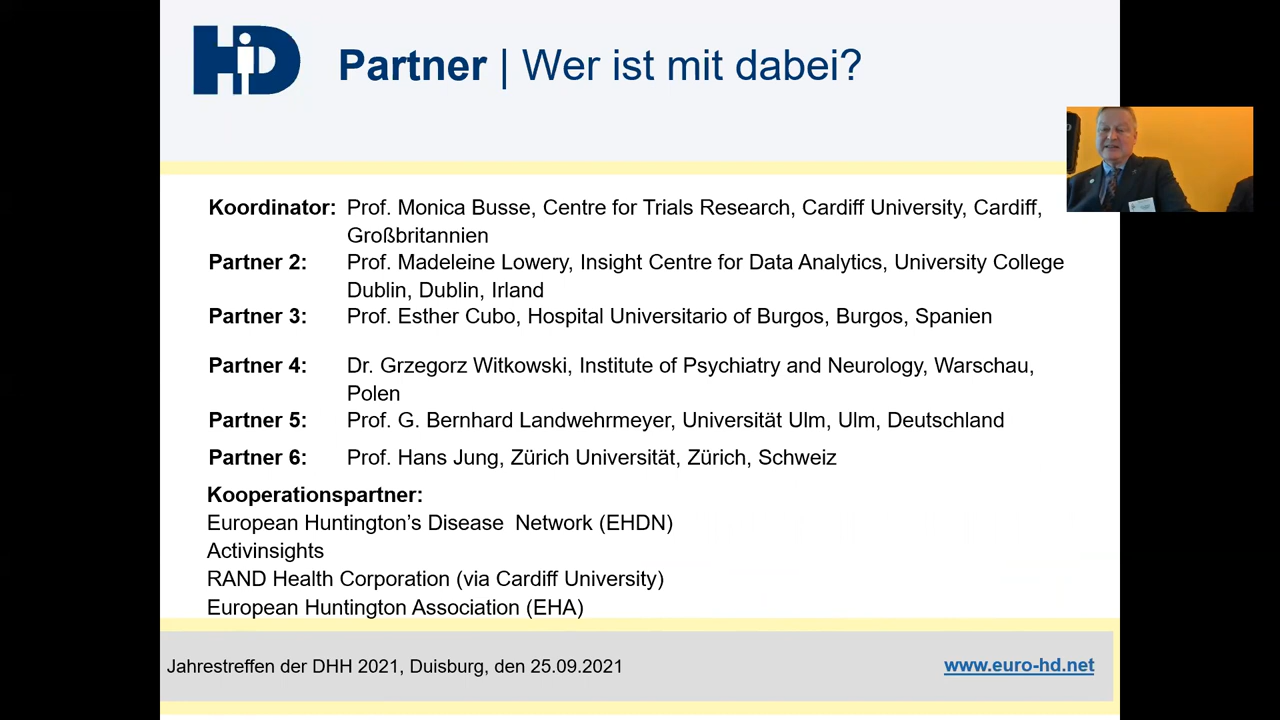 HD
Partner | Wer ist mit dabei?
Koordinator: Prof. Monica Busse, Centre for Trials Research, Cardiff University, Cardiff,
Großbritannien
Partner 2: Prof. Madeleine Lowery, Insight Centre for Data Analytics, University College
Dublin, Dublin, Irland
Partner 3: Prof. Esther Cubo, Hospital Universitario of Burgos, Burgos, Spanien
Partner 4: Dr. Grzegorz Witkowski, Institute of Psychiatry and Neurology, Warschau,
Polen
Partner 5: Prof. G. Bernhard Landwehrmeyer, Universität Ulm, Ulm, Deutschland
Partner 6: Prof. Hans Jung, Zürich Universität, Zürich, Schweiz
Kooperationspartner:
European Huntington’s Disease Network (EHDN)
Activinsights
RAND Health Corporation (via Cardiff University)
European Huntington Association (EHA)
Jahrestreffen der DHH 2021, Duisburg, den 25.09.2021
www.euro-hd.net